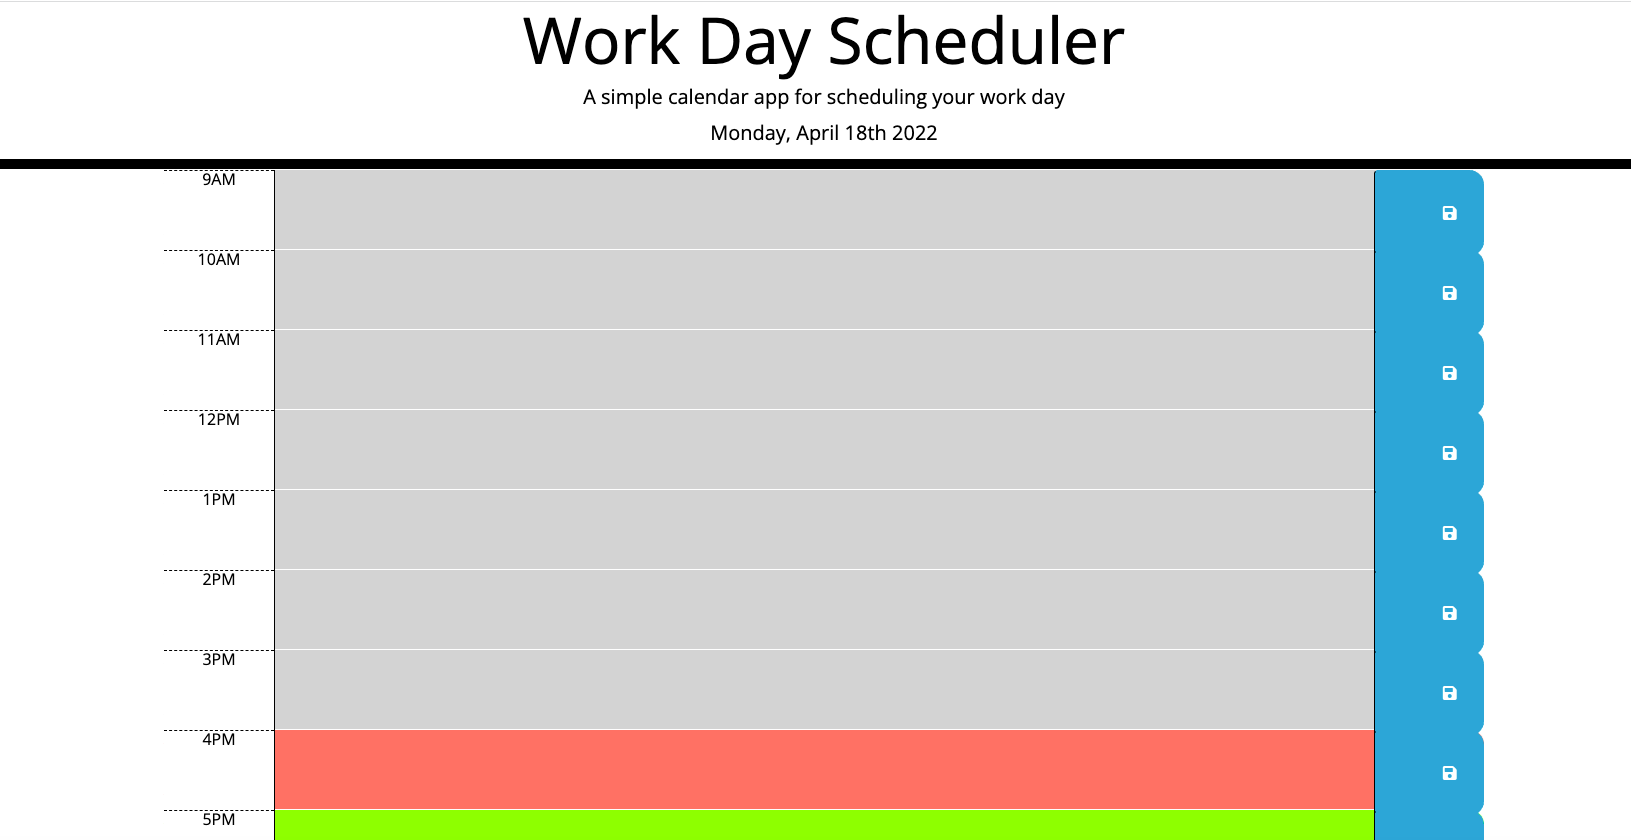 Work Day Scheduler
A simple calendar app for scheduling your work day
Monday, April 18th 2022
9AM
10AM
11AM
12PM
1PM
2PM
3PM
4PM
5PM